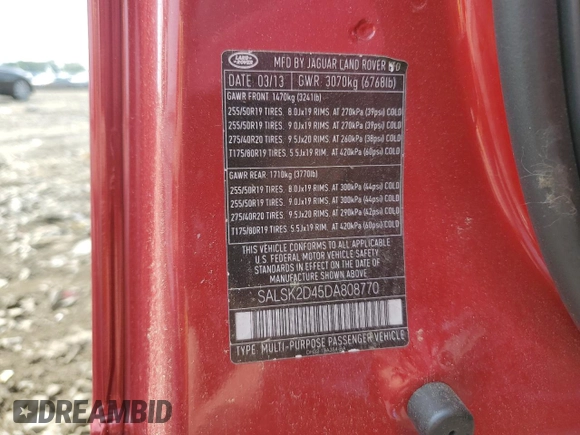 LAND ROVER
MFD BY JAGUAR LAND ROVER
DATE 03/13 GWR. 3070kg (6768lb)
GAWR FRONT 1470kg (3241lb)
255/50R19 TIRES. 8.0Jx19 RIMS. AT 270kPa (39psi) COLD
255/50R19 TIRES. 9.0Jx19 RIMS. AT 270kPa (39psi) COLD
275/40R20 TIRES. 9.5Jx20 RIMS. AT 260kPa (38psi) COLD
T175/80R19 TIRES 5.5Jx19 RIM. AT 420kPa (60psi) COLD
GAWR REAR. 1710kg (3770lb)
255/50R19 TIRES. 8.0Jx19 RIMS. AT 300kPa (44psi) COLD
255/50R19 TIRES. 9.0Jx19 RIMS. AT 300kPa (44psi) COLD
275/40R20 TIRES. 9.5Jx20 RIMS. AT 290kPa (42psi) COLD
T175/80R19 TIRES 5.5Jx19 RIM. AT 420kPa (60psi) COLD
THIS VEHICLE CONFORMS TO ALL APPLICABLE
U.S. FEDERAL MOTOR VEHICLE SAFETY
STANDARDS IN EFFECT ON THE DATE OF
MANUFACTURE SHOWN ABOVE
SALSK2D45DA808770
TYPE MULTI-PURPOSE PASSENGER VEHICLE
DREAMBID